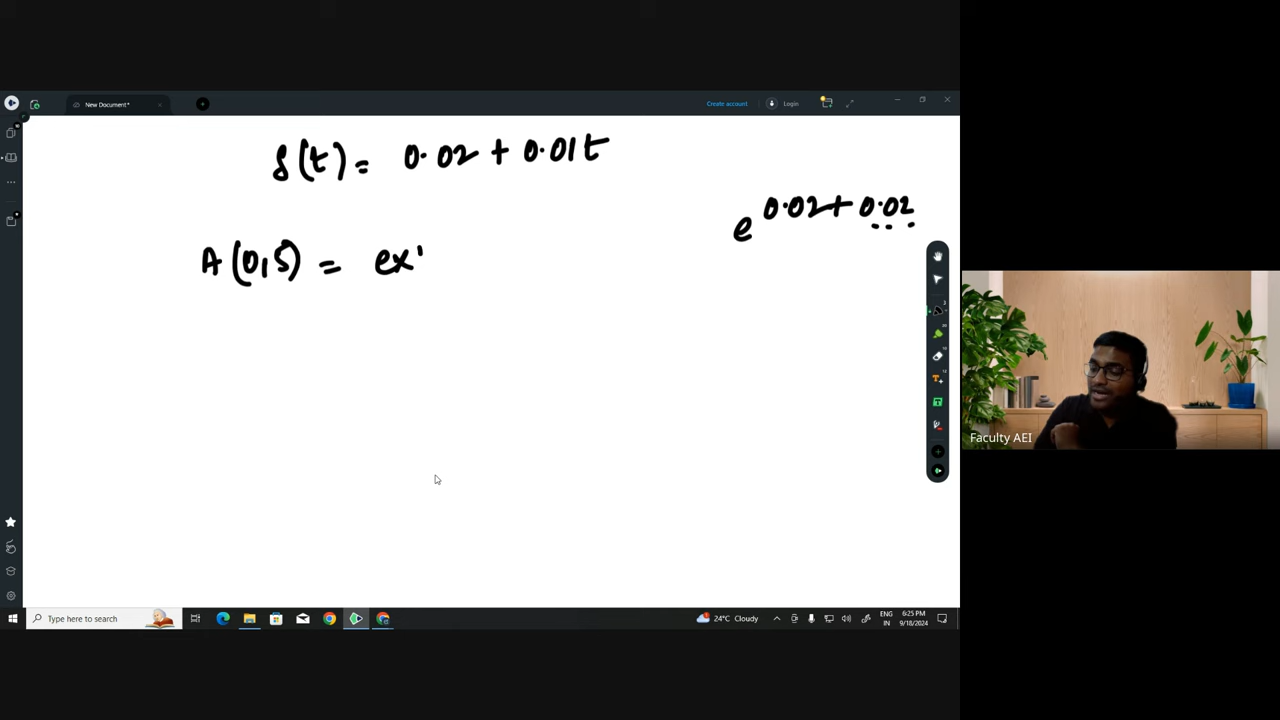 New Document*
Create account
Login
δ(t) = 0.02 + 0.01t
e^0.02+0.02...
A(0,5) = ex
Faculty AEI
Type here to search
24°C Cloudy
ENG
IN
6:25 PM
9/18/2024